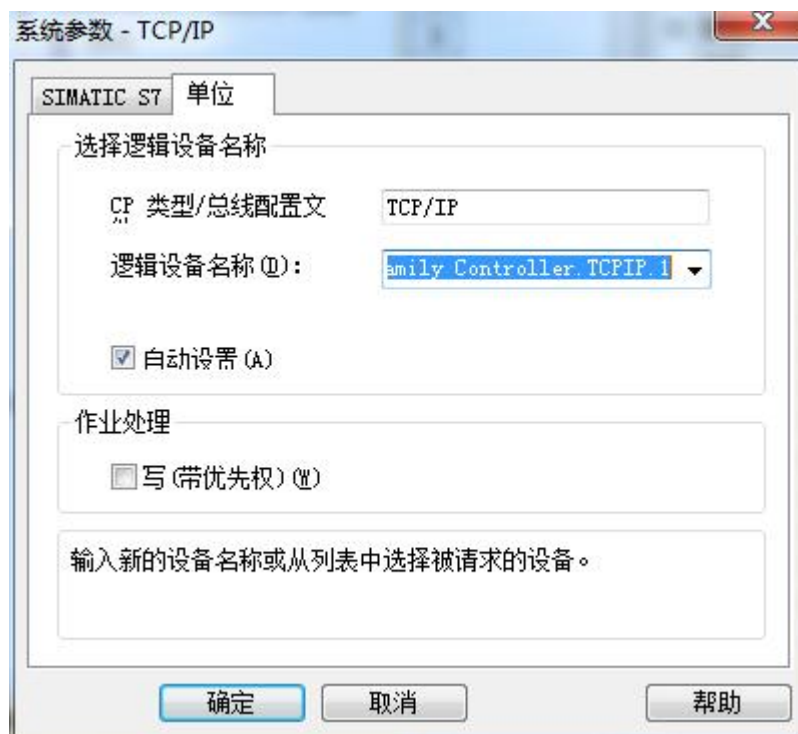 系统参数 - TCP/IP
SIMATIC S7
单位
选择逻辑设备名称
CP 类型/总线配置文
TCP/IP
逻辑设备名称(D):
amily Controller.TCPIP.1
自动设置(A)
作业处理
写(带优先权)(W)
输入新的设备名称或从列表中选择被请求的设备。
确定
取消
帮助